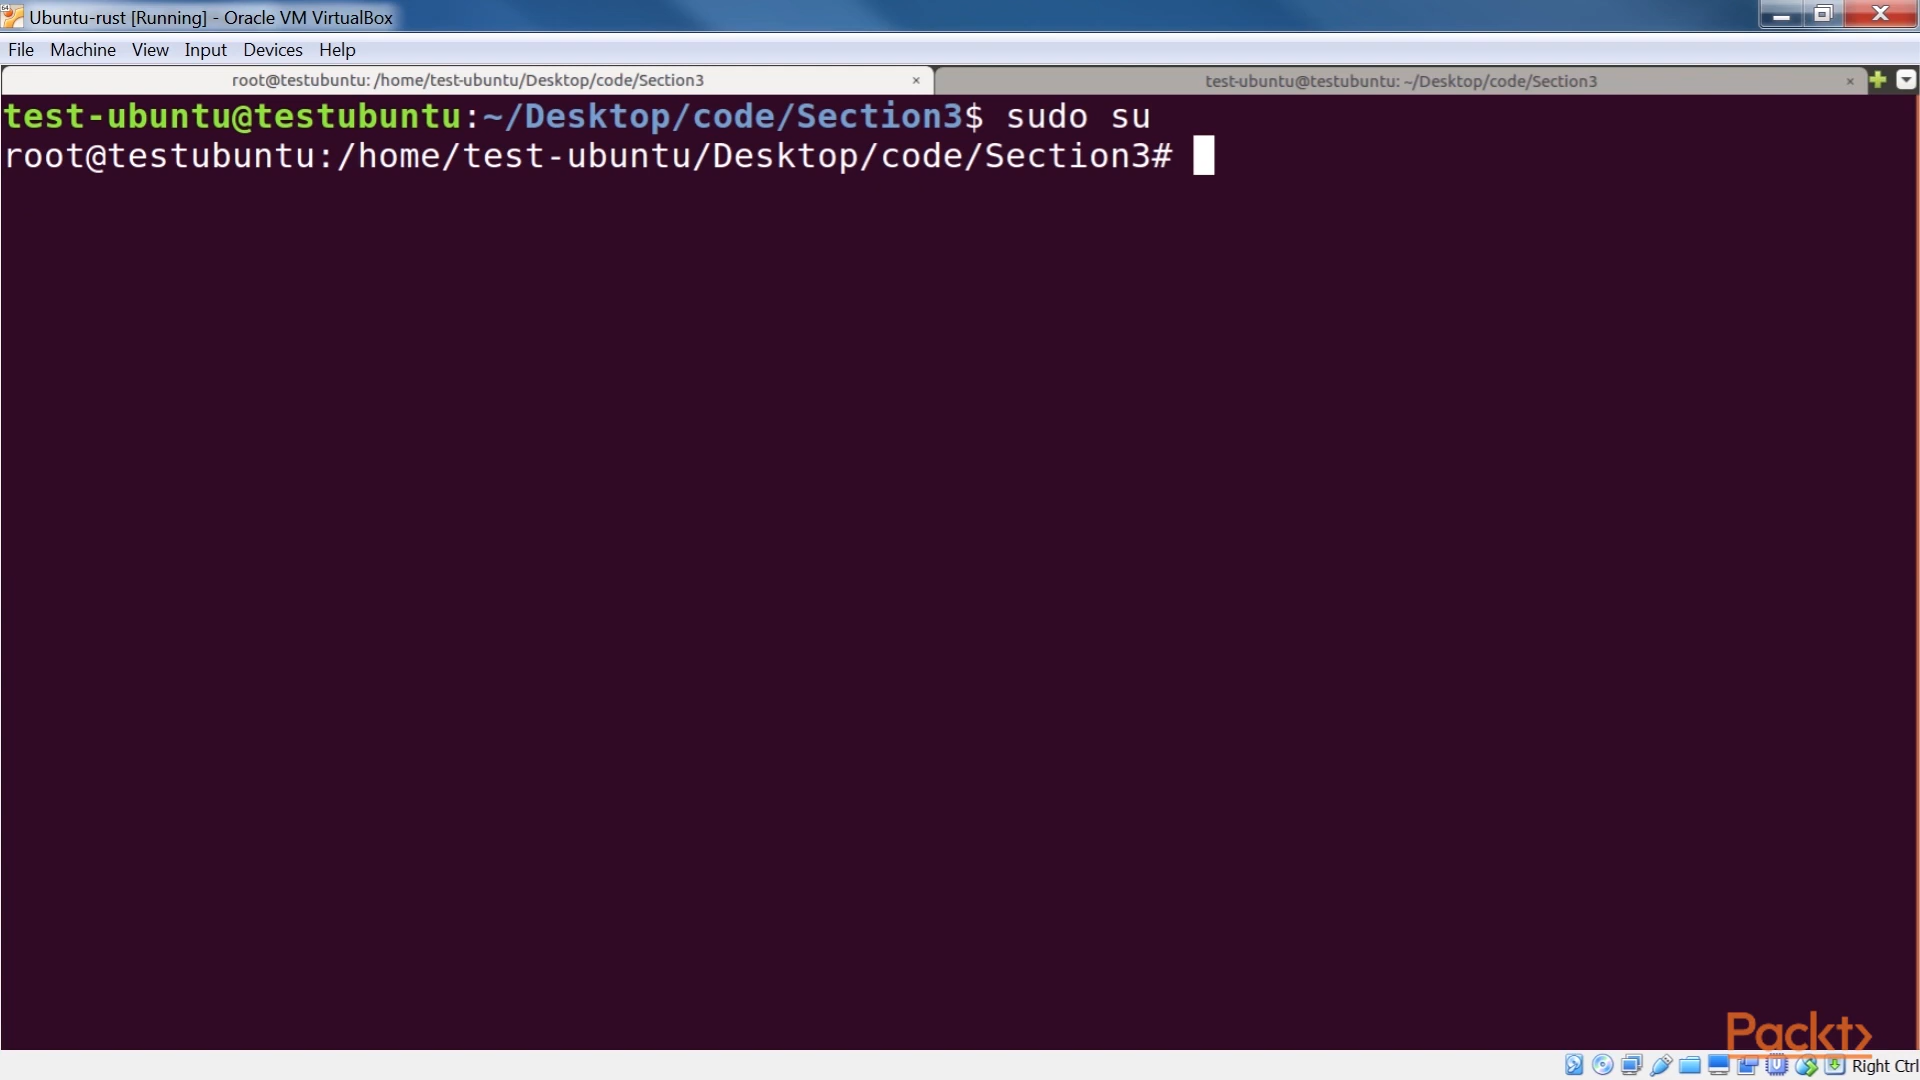 Ubuntu-rust [Running] - Oracle VM VirtualBox
File Machine View Input Devices Help
root@testubuntu: /home/test-ubuntu/Desktop/code/Section3 × test-ubuntu@testubuntu: ~/Desktop/code/Section3 ×
test-ubuntu@testubuntu:~/Desktop/code/Section3$ sudo su
root@testubuntu:/home/test-ubuntu/Desktop/code/Section3#
Packt>
Right Ctrl